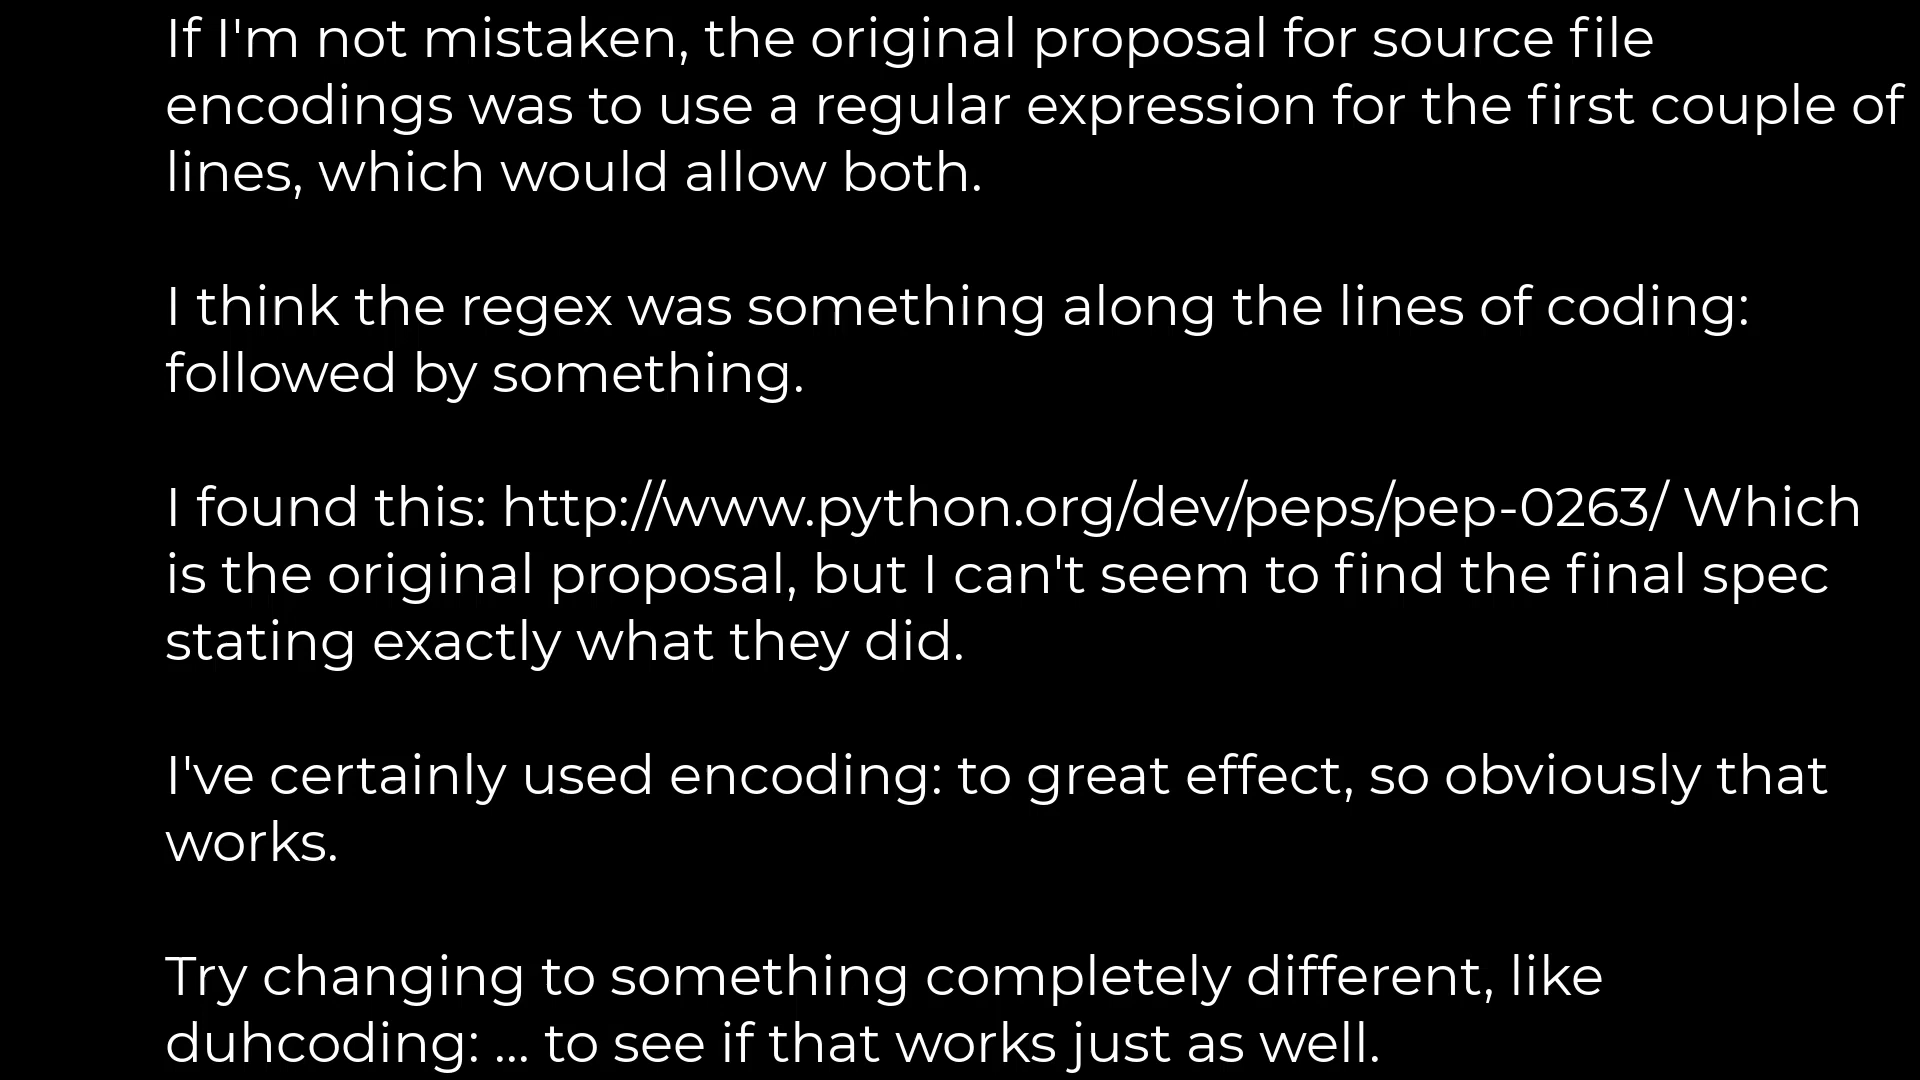 If I'm not mistaken, the original proposal for source file
encodings was to use a regular expression for the first couple of
lines, which would allow both.
I think the regex was something along the lines of coding:
followed by something.
I found this: http://www.python.org/dev/peps/pep-0263/ Which
is the original proposal, but I can't seem to find the final spec
stating exactly what they did.
I've certainly used encoding: to great effect, so obviously that
works.
Try changing to something completely different, like
duhcoding: ... to see if that works just as well.